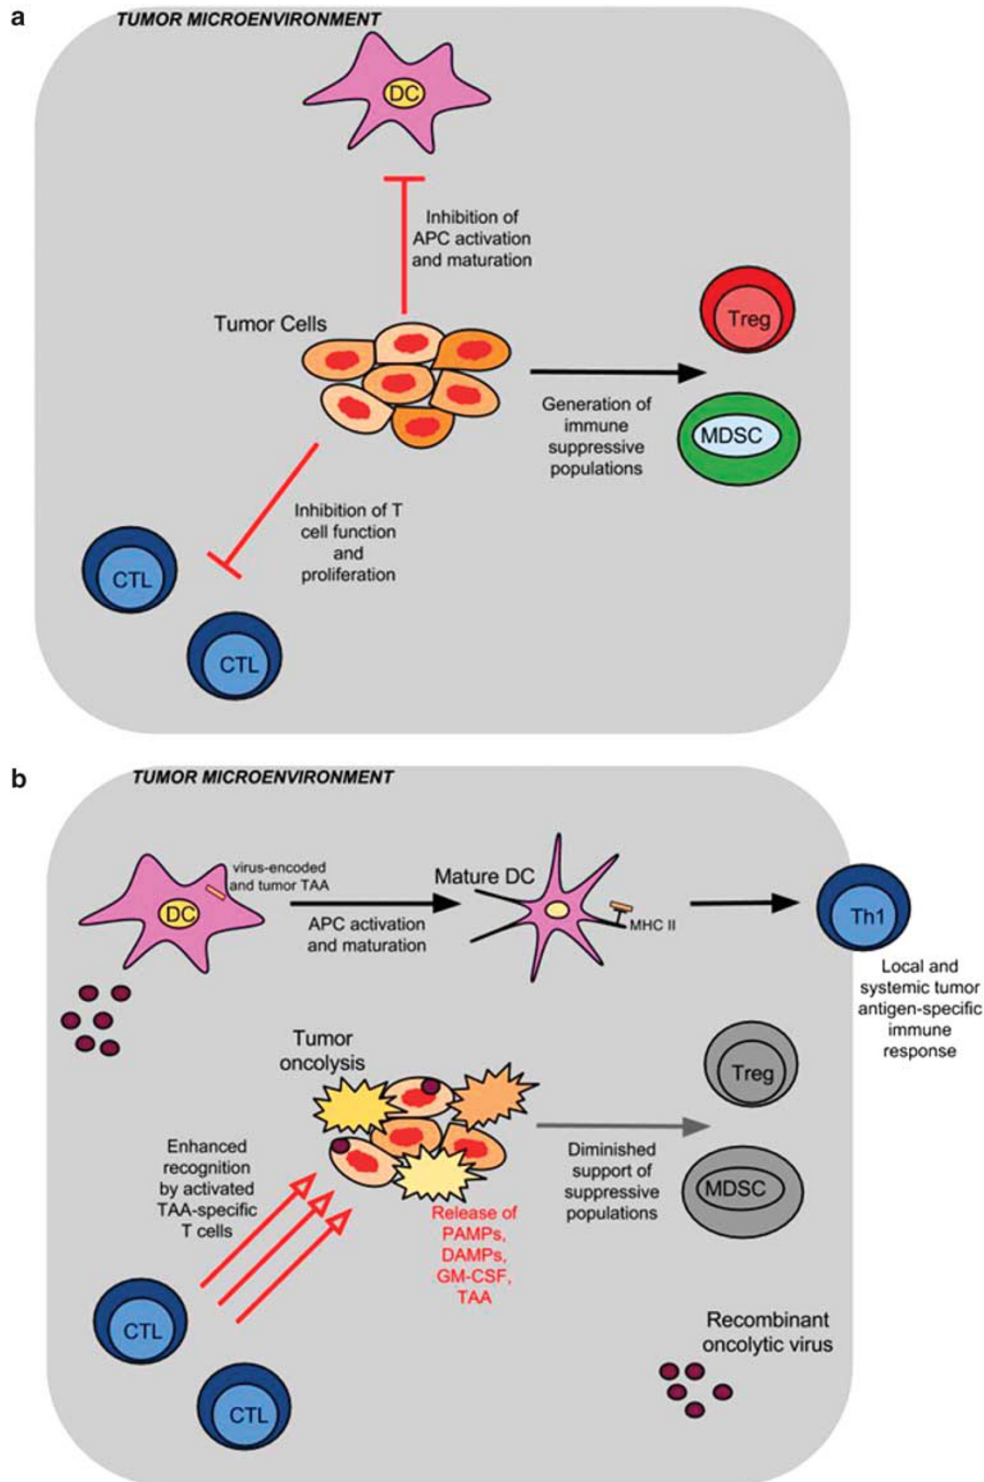 a
TUMOR MICROENVIRONMENT
DC
Inhibition of
APC activation
and maturation
Tumor Cells
Treg
Generation of
immune
suppressive
populations
MDSC
Inhibition of T
cell function
and
proliferation
CTL
CTL
b
TUMOR MICROENVIRONMENT
virus-encoded
and tumor TAA
DC
APC activation
and maturation
Mature DC
MHC II
Th1
Local and
systemic tumor
antigen-specific
immune
response
Tumor
oncolysis
Treg
Enhanced
recognition
by activated
TAA-specific
T cells
Diminished
support of
suppressive
populations
MDSC
Release of
PAMPs,
DAMPs,
GM-CSF,
TAA
CTL
CTL
Recombinant
oncolytic virus